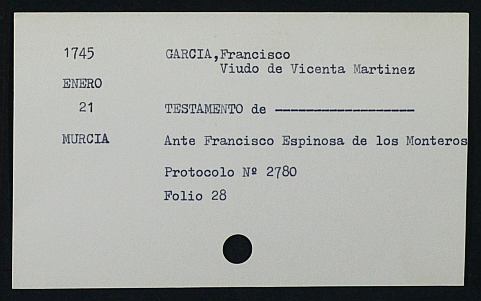 1745 GARCIA,Francisco
Viudo de Vicenta Martinez
ENERO
21 TESTAMENTO de ------------------
MURCIA Ante Francisco Espinosa de los Monteros
Protocolo Nº 2780
Folio 28